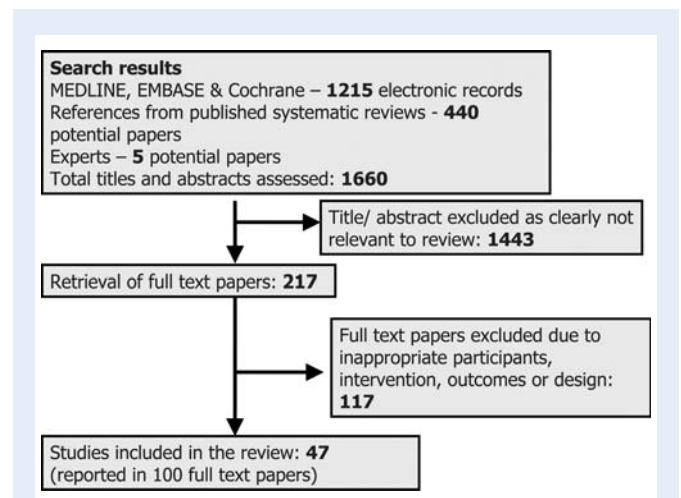 Search results
MEDLINE, EMBASE & Cochrane – 1215 electronic records
References from published systematic reviews - 440
potential papers
Experts – 5 potential papers
Total titles and abstracts assessed: 1660
Title/ abstract excluded as clearly not
relevant to review: 1443
Retrieval of full text papers: 217
Full text papers excluded due to
inappropriate participants,
intervention, outcomes or design:
117
Studies included in the review: 47
(reported in 100 full text papers)